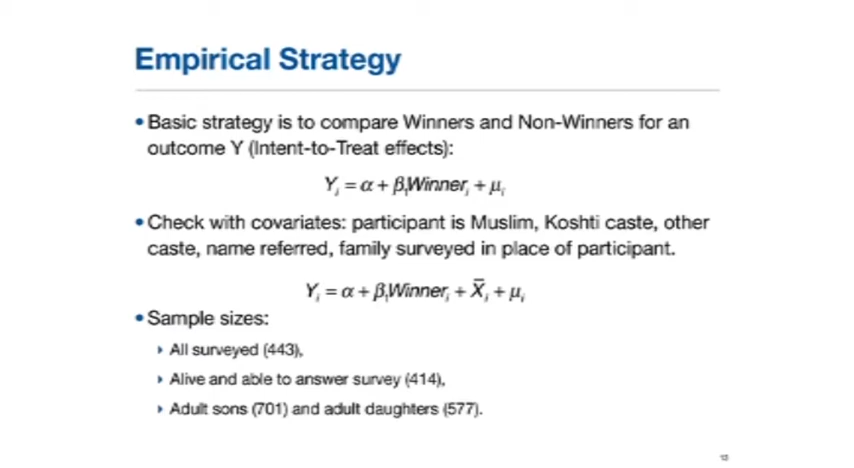 Empirical Strategy
• Basic strategy is to compare Winners and Non-Winners for an
outcome Y (Intent-to-Treat effects):
Yᵢ = α + β₁Winnerᵢ + μᵢ
• Check with covariates: participant is Muslim, Koshti caste, other
caste, name referred, family surveyed in place of participant.
Yᵢ = α + β₁Winnerᵢ + X̄ᵢ + μᵢ
• Sample sizes:
All surveyed (443),
Alive and able to answer survey (414),
Adult sons (701) and adult daughters (577).